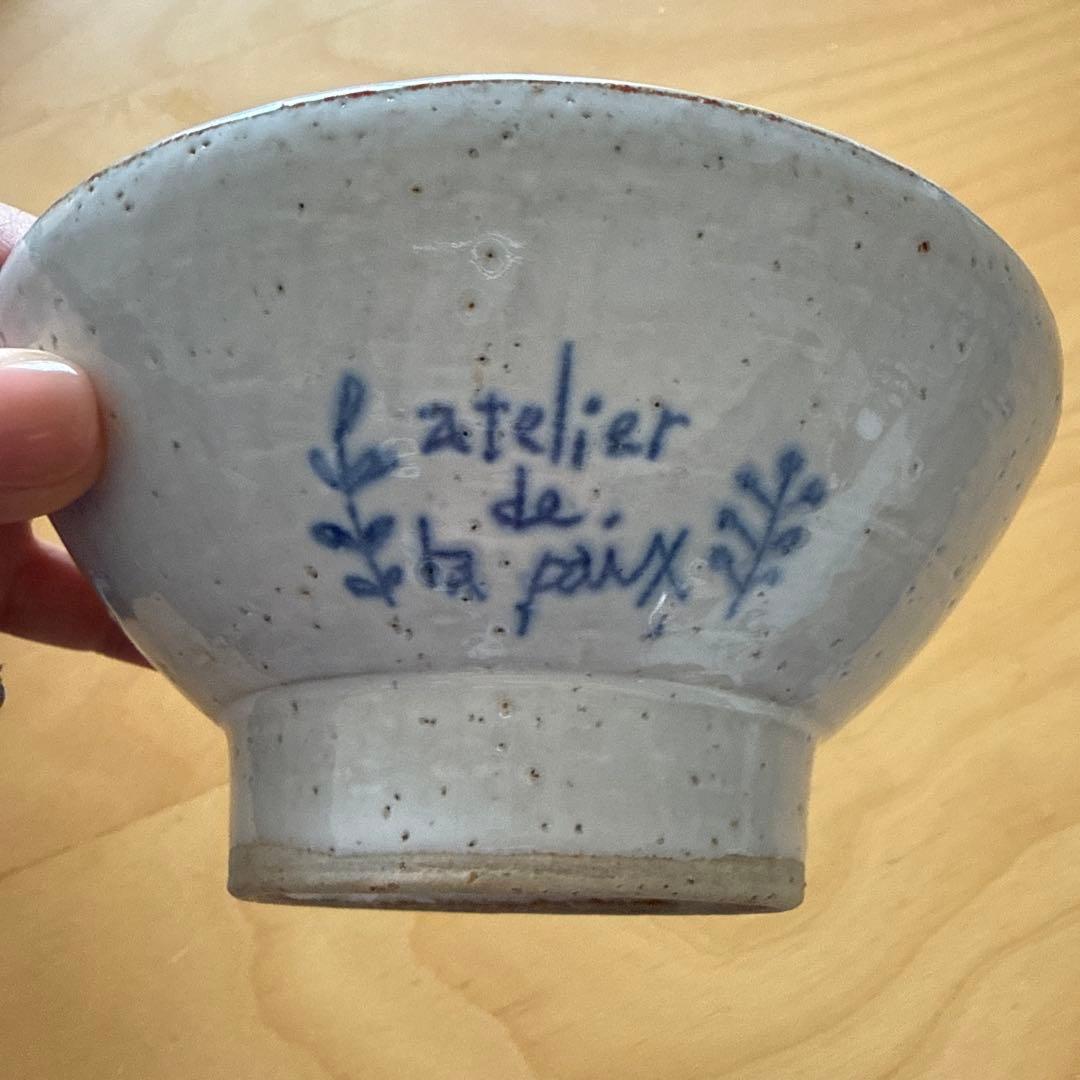 atelier
de.
la paix